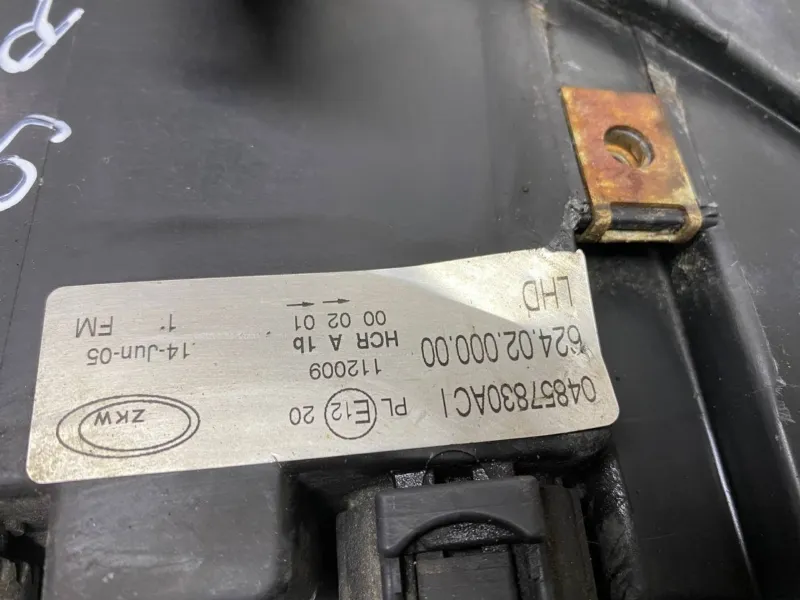 04857830AC I
624.02.000.00
LHD
PL E12 20
112009
HCR A 1b
00 02 01
→ →
ZKW
14-Jun-05
1: FM